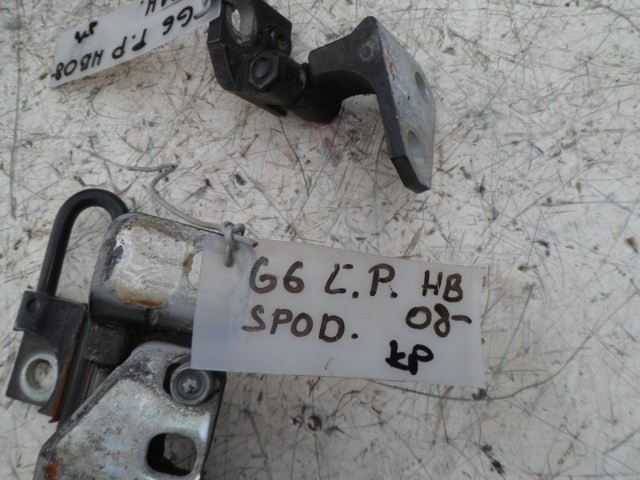 G6 L.P. HB
SPOD. 08-
KP
G6 L.P HB08-